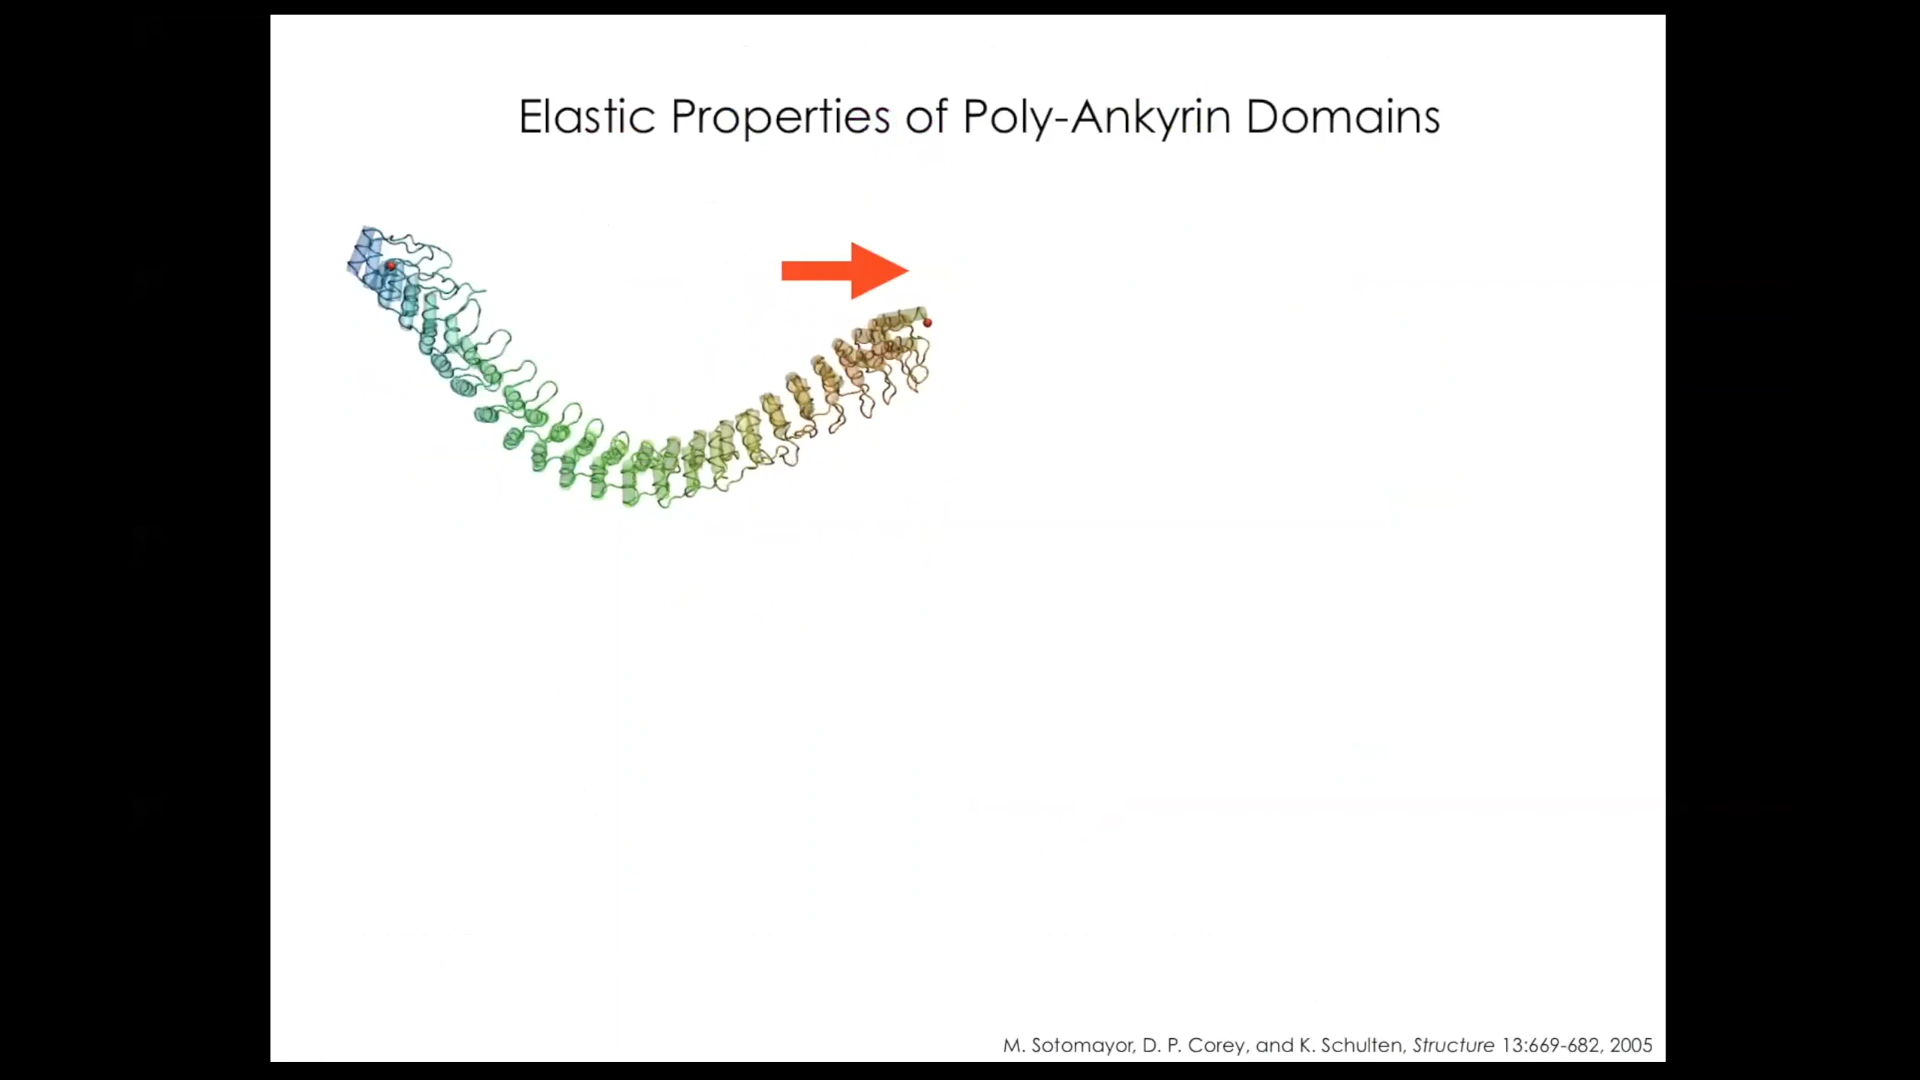 Elastic Properties of Poly-Ankyrin Domains
M. Sotomayor, D. P. Corey, and K. Schulten, Structure 13:669-682, 2005